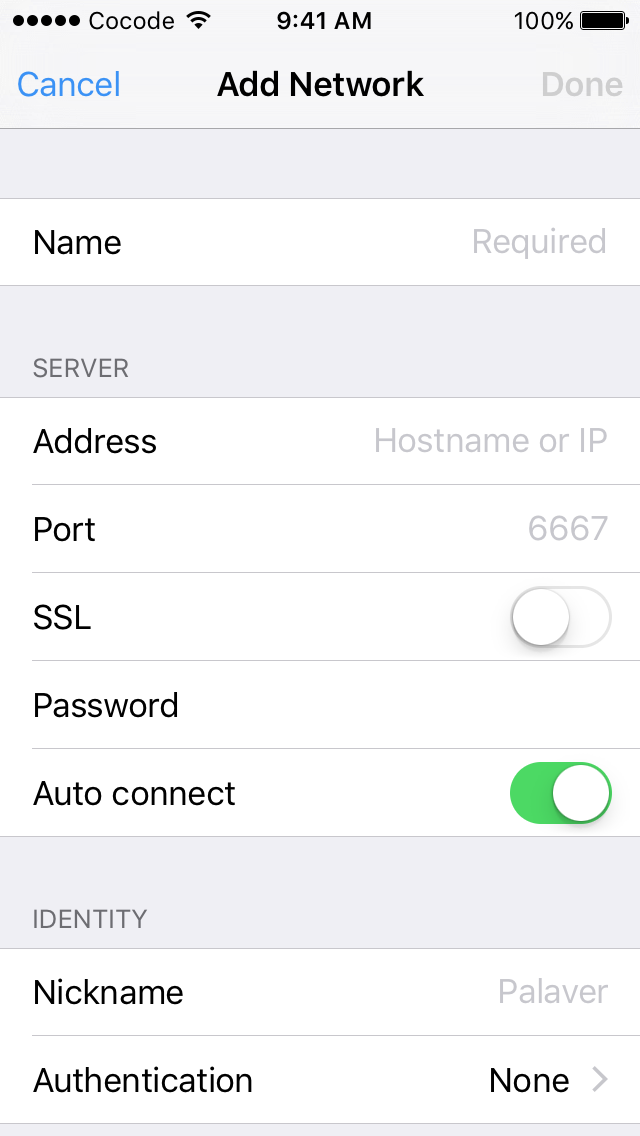 Cocode 9:41 AM 100%
Cancel Add Network Done
Name Required
SERVER
Address Hostname or IP
Port 6667
SSL
Password
Auto connect
IDENTITY
Nickname Palaver
Authentication None